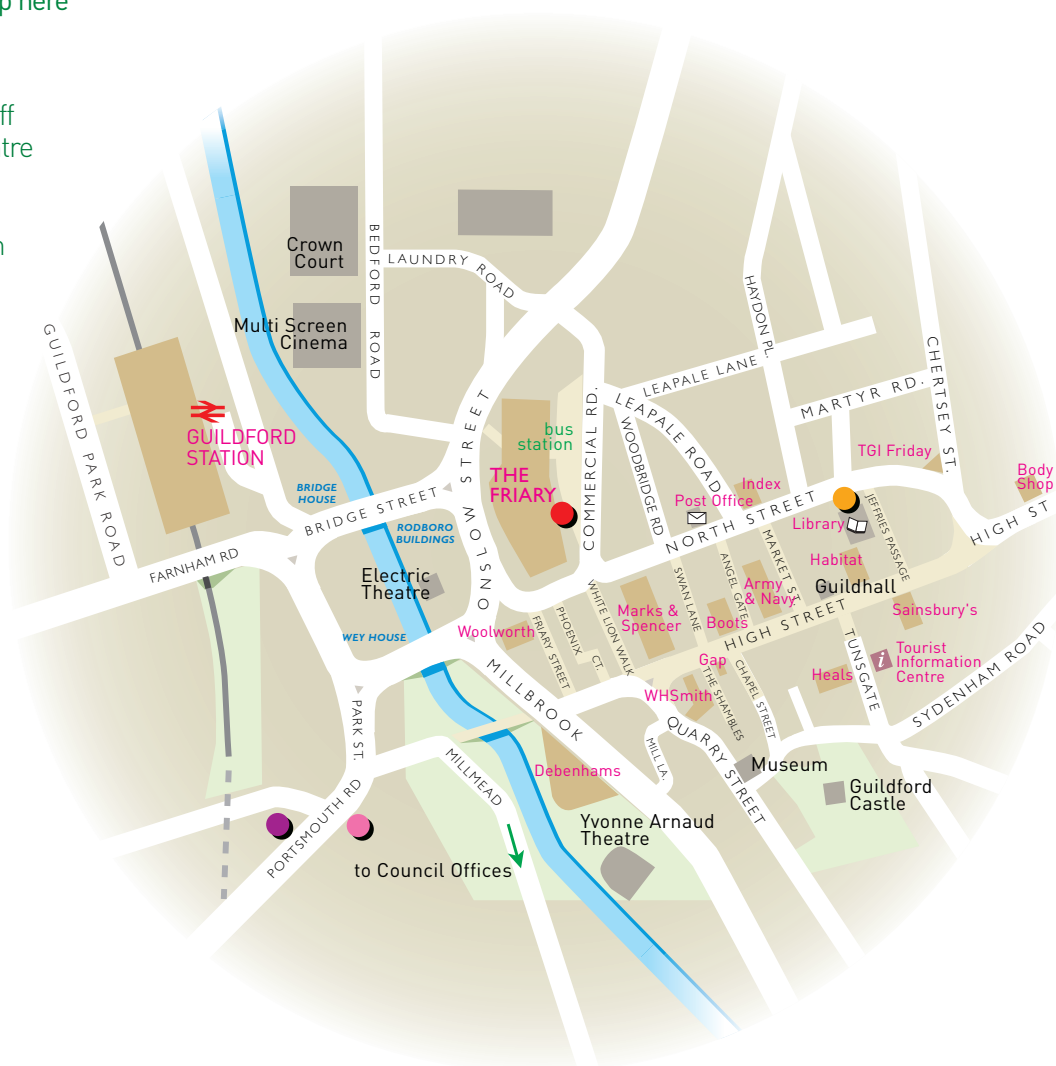 p here
ff
tre
n
Crown
Court
Multi Screen
Cinema
BEDFORD ROAD
LAUNDRY ROAD
GUILDFORD PARK ROAD
GUILDFORD
STATION
BRIDGE
HOUSE
BRIDGE STREET
RODBORO
BUILDINGS
FARNHAM RD
Electric
Theatre
WEY HOUSE
ONSLOW STREET
THE
FRIARY
bus
station
COMMERCIAL RD.
WOODBRIDGE RD
LEAPALE ROAD
LEAPALE LANE
HAYDON PL.
MARTYR RD.
CHERTSEY ST.
TGI Friday
Body
Shop
HIGH ST
Index
Post Office
NORTH STREET
Library
JEFFRIES PASSAGE
Habitat
MARKET ST.
ANGEL GATE
SWAN LANE
Army
& Navy
Guildhall
Boots
Marks &
Spencer
WHITE LION WALK
PHOENIX CT.
FRIARY STREET
Woolworth
HIGH STREET
Sainsbury's
Gap
Heals
TUNSGATE
i
Tourist
Information
Centre
SYDENHAM ROAD
WHSmith
THE SHAMBLES
CHAPEL STREET
QUARRY STREET
MILL LA.
MILLBROOK
Debenhams
Museum
Guildford
Castle
PARK ST.
MILLMEAD
PORTSMOUTH RD
Yvonne Arnaud
Theatre
to Council Offices